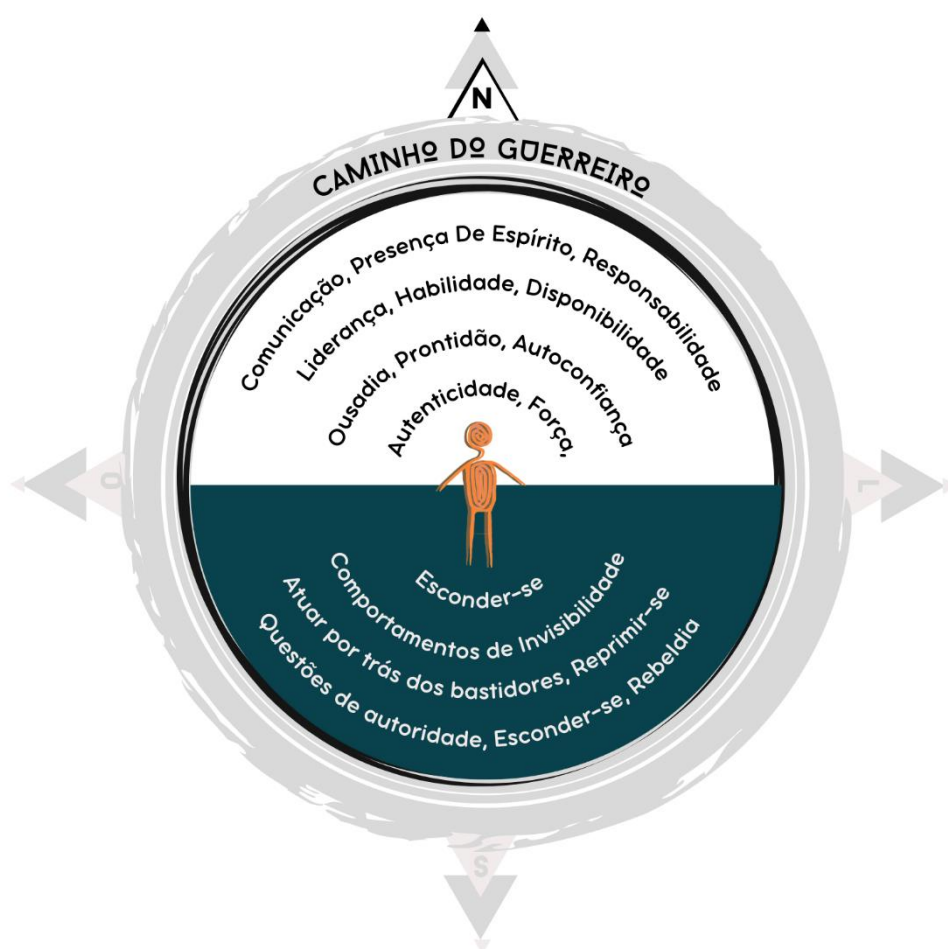 N
CAMINHO DO GUERREIRO
Comunicação, Presença De Espírito, Responsabilidade
Liderança, Habilidade, Disponibilidade
Ousadia, Prontidão, Autoconfiança
Autenticidade, Força,
O
L
Esconder-se
Comportamentos de Invisibilidade
Atuar por trás dos bastidores, Reprimir-se
Questões de autoridade, Esconder-se, Rebeldia
S